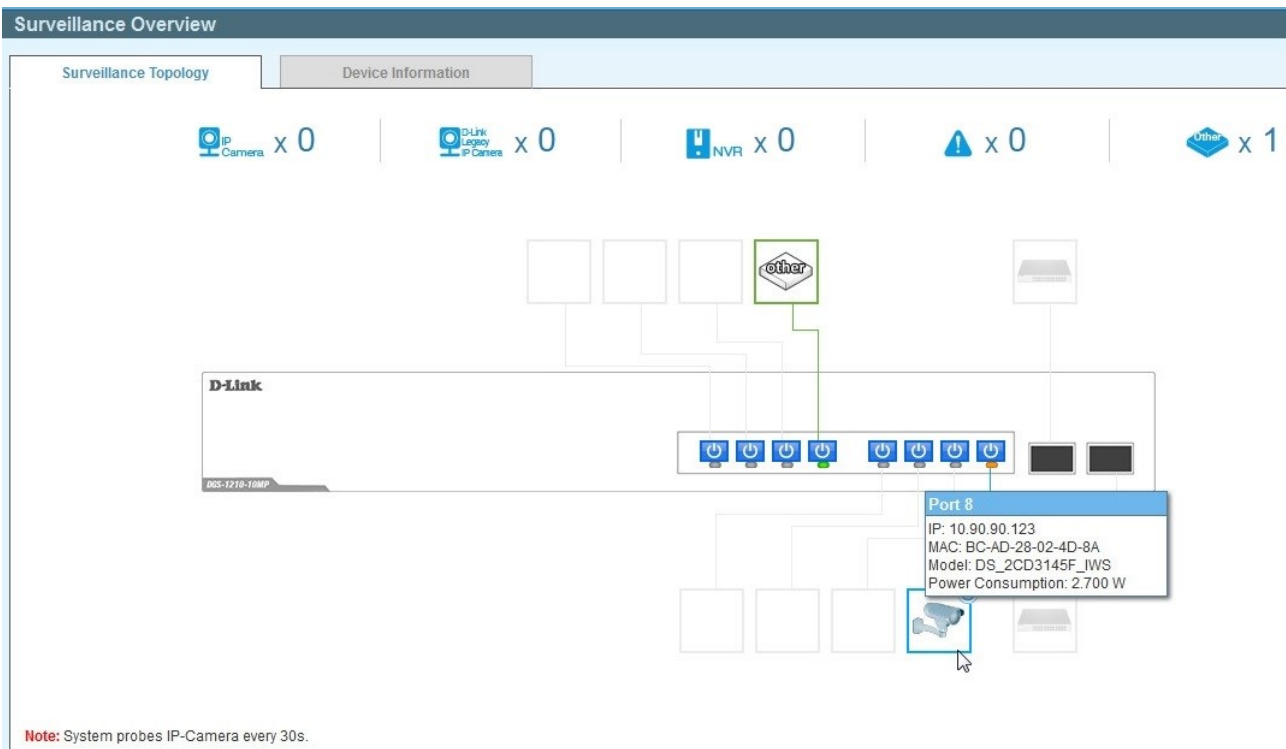 Surveillance Overview
Surveillance Topology
Device Information
IP
Camera
x 0
D-Link
Legacy
IP Camera
x 0
NVR x 0
x 0
Other x 1
other
D-Link
DGS-1210-10MP
Port 8
IP: 10.90.90.123
MAC: BC-AD-28-02-4D-8A
Model: DS_2CD3145F_IWS
Power Consumption: 2.700 W
Note: System probes IP-Camera every 30s.